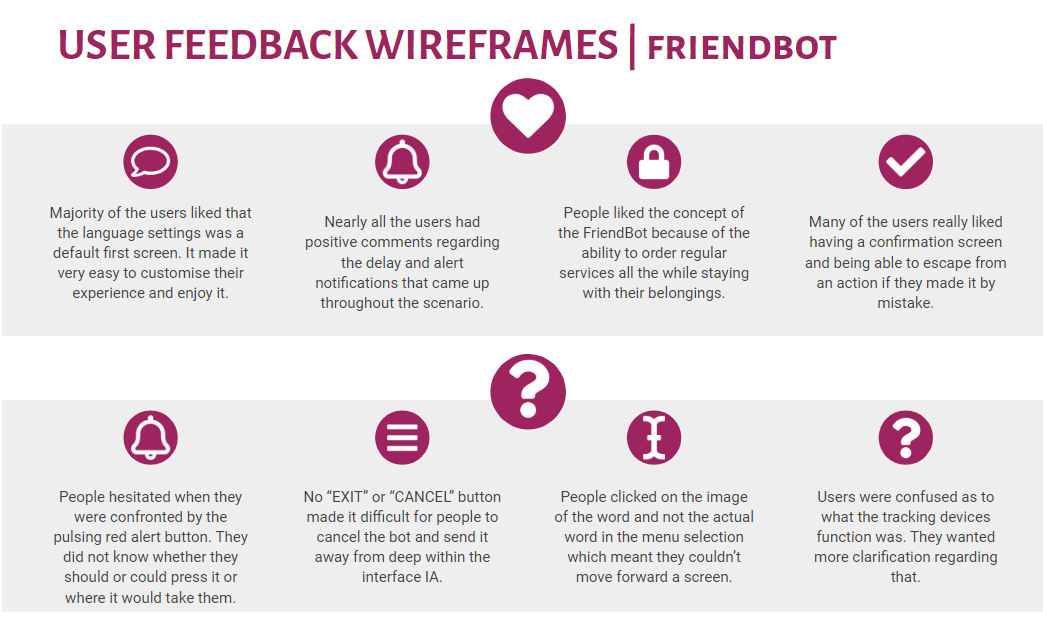 USER FEEDBACK WIREFRAMES | FRIENDBOT
Majority of the users liked that
the language settings was a
default first screen. It made it
very easy to customise their
experience and enjoy it.
Nearly all the users had
positive comments regarding
the delay and alert
notifications that came up
throughout the scenario.
People liked the concept of
the FriendBot because of the
ability to order regular
services all the while staying
with their belongings.
Many of the users really liked
having a confirmation screen
and being able to escape from
an action if they made it by
mistake.
People hesitated when they
were confronted by the
pulsing red alert button. They
did not know whether they
should or could press it or
where it would take them.
No “EXIT” or “CANCEL” button
made it difficult for people to
cancel the bot and send it
away from deep within the
interface IA.
People clicked on the image
of the word and not the actual
word in the menu selection
which meant they couldn’t
move forward a screen.
Users were confused as to
what the tracking devices
function was. They wanted
more clarification regarding
that.